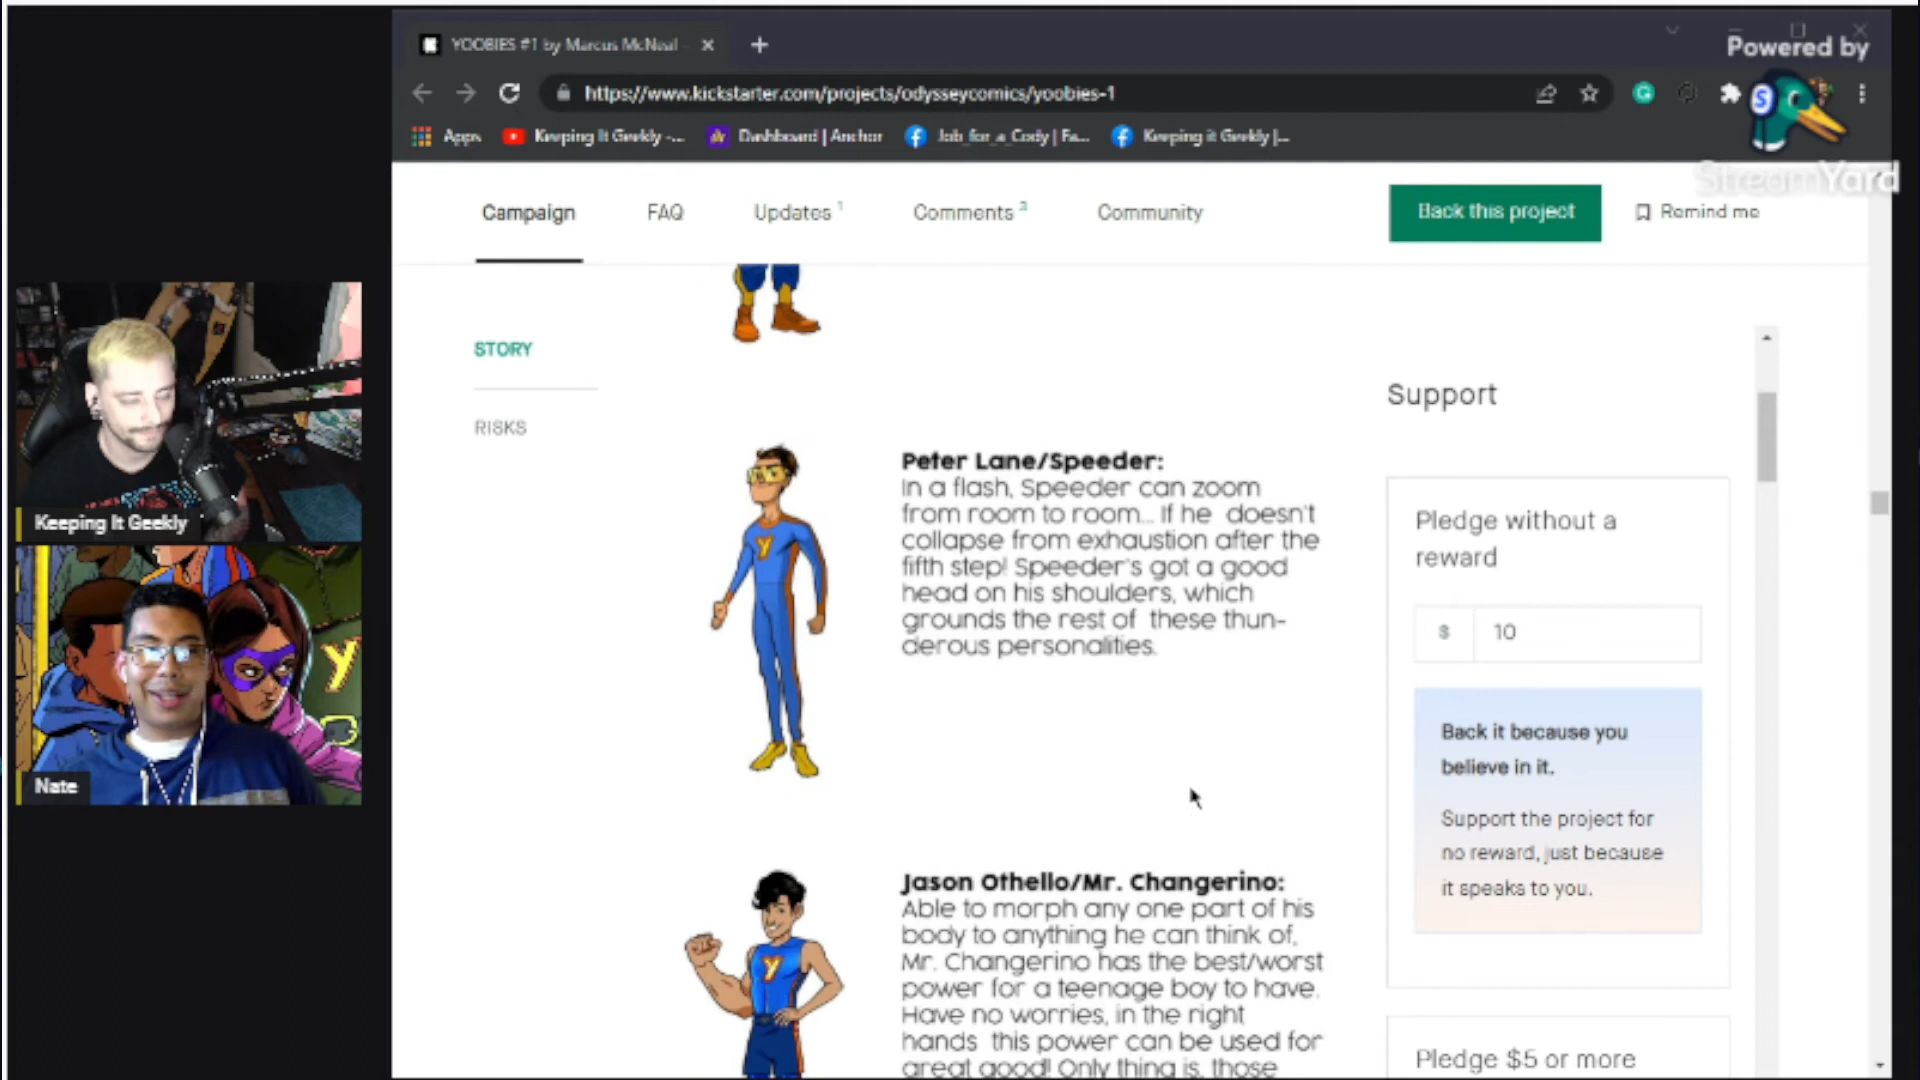 YOOBIES #1 by Marcus McNeal
Powered by
https://www.kickstarter.com/projects/odysseycomics/yoobies-1
Apps
Keeping It Geekly -...
Dashboard | Anchor
Job_for_a_Cody | Fa...
Keeping it Geekly |...
StreamYard
Campaign
FAQ
Updates 1
Comments 2
Community
Back this project
Remind me
STORY
RISKS
Peter Lane/Speeder:
In a flash, Speeder can zoom
from room to room... If he doesn't
collapse from exhaustion after the
fifth step! Speeder's got a good
head on his shoulders, which
grounds the rest of these thun-
derous personalities.
Jason Othello/Mr. Changerino:
Able to morph any one part of his
body to anything he can think of,
Mr. Changerino has the best/worst
power for a teenage boy to have.
Have no worries, in the right
hands this power can be used for
great good! Only thing is, those
Support
Pledge without a
reward
$ 10
Back it because you
believe in it.
Support the project for
no reward, just because
it speaks to you.
Pledge $5 or more
Keeping It Geekly
Y
Nate
Y
Y